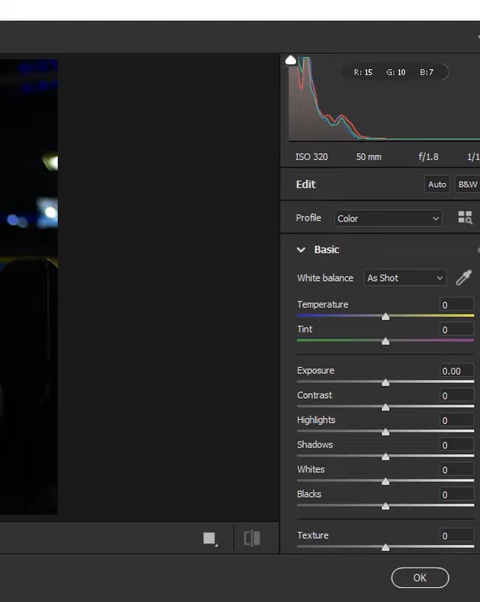 R: 15 G: 10 B: 7
ISO 320 50 mm f/1.8
Edit Auto B&W
Profile Color
Basic
White balance As Shot
Temperature 0
Tint 0
Exposure 0.00
Contrast 0
Highlights 0
Shadows 0
Whites 0
Blacks 0
Texture 0
OK